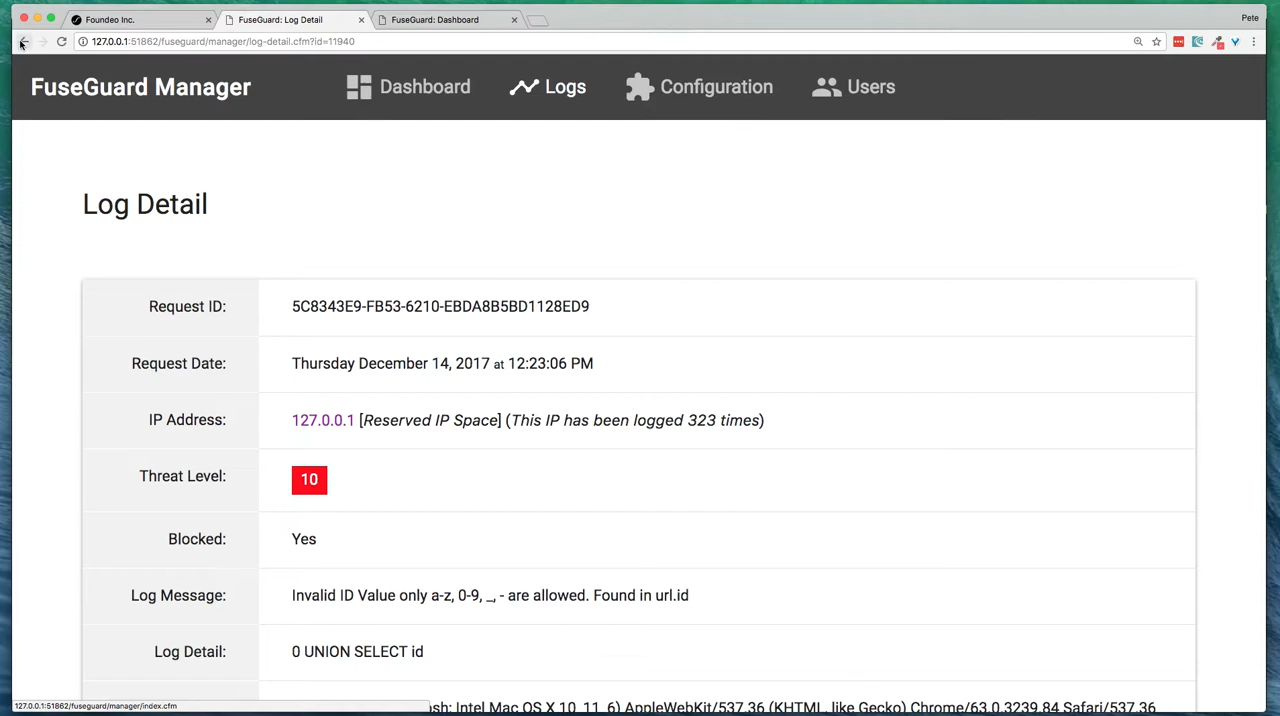 Foundeo Inc.
FuseGuard: Log Detail
FuseGuard: Dashboard
Pete
127.0.0.1:51862/fuseguard/manager/log-detail.cfm?id=11940
FuseGuard Manager
Dashboard
Logs
Configuration
Users
Log Detail
Request ID: 5C8343E9-FB53-6210-EBDA8B5BD1128ED9
Request Date: Thursday December 14, 2017 at 12:23:06 PM
IP Address: 127.0.0.1 [Reserved IP Space] (This IP has been logged 323 times)
Threat Level: 10
Blocked: Yes
Log Message: Invalid ID Value only a-z, 0-9, _, - are allowed. Found in url.id
Log Detail: 0 UNION SELECT id
127.0.0.1:51862/fuseguard/manager/index.cfm
osh; Intel Mac OS X 10_11_6) AppleWebKit/537.36 (KHTML, like Gecko) Chrome/63.0.3239.84 Safari/537.36